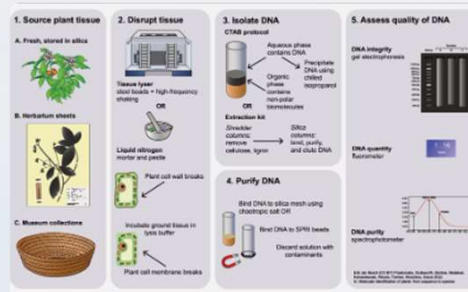 1. Source plant tissue
A. Fresh, stored in silica
B. Herbarium sheets
C. Museum collections
2. Disrupt tissue
Tissue lyser
steel beads + high-frequency
shaking
OR
Liquid nitrogen
mortar and pestle
Plant cell wall breaks
Incubate ground tissue in
lysis buffer
Plant cell membrane breaks
3. Isolate DNA
CTAB protocol
Aqueous phase
contains DNA
Precipitate
DNA using
chilled
isopropanol
Organic
phase
contains
non-polar
biomolecules
OR
Extraction kit
Shredder
columns:
remove
cellulose, lignin
Silica
columns:
bind, purify,
and elute DNA
4. Purify DNA
Bind DNA to silica mesh using
chaotropic salt OR
Bind DNA to SPRI beads
Discard solution with
contaminants
5. Assess quality of DNA
DNA integrity
gel electrophoresis
DNA quantity
fluorometer
DNA purity
spectrophotometer